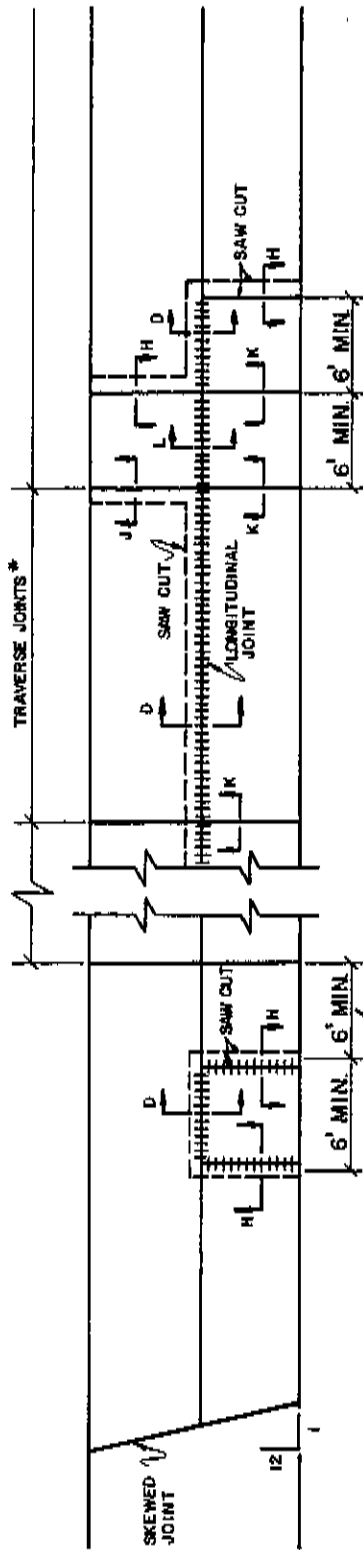 TRAVERSE JOINTS*
D
H
SAW CUT
H
L
K
J
SAW CUT
K
LONGITUDINAL
JOINT
D
K
6' MIN.
6' MIN.
SAW CUT
D
H
H
6' MIN.
6' MIN.
SKEWED
JOINT
12
1